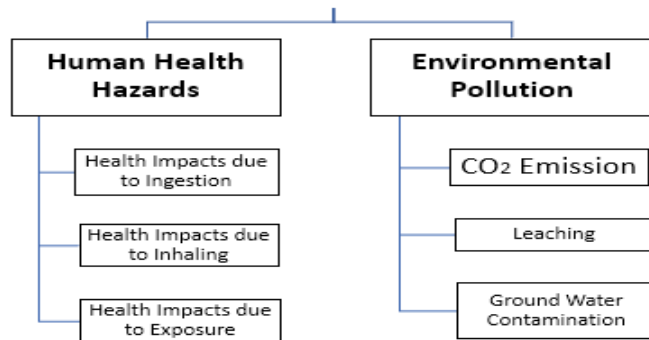 Human Health
Hazards
Health Impacts due
to Ingestion
Health Impacts due
to Inhaling
Health Impacts due
to Exposure
Environmental
Pollution
CO2 Emission
Leaching
Ground Water
Contamination